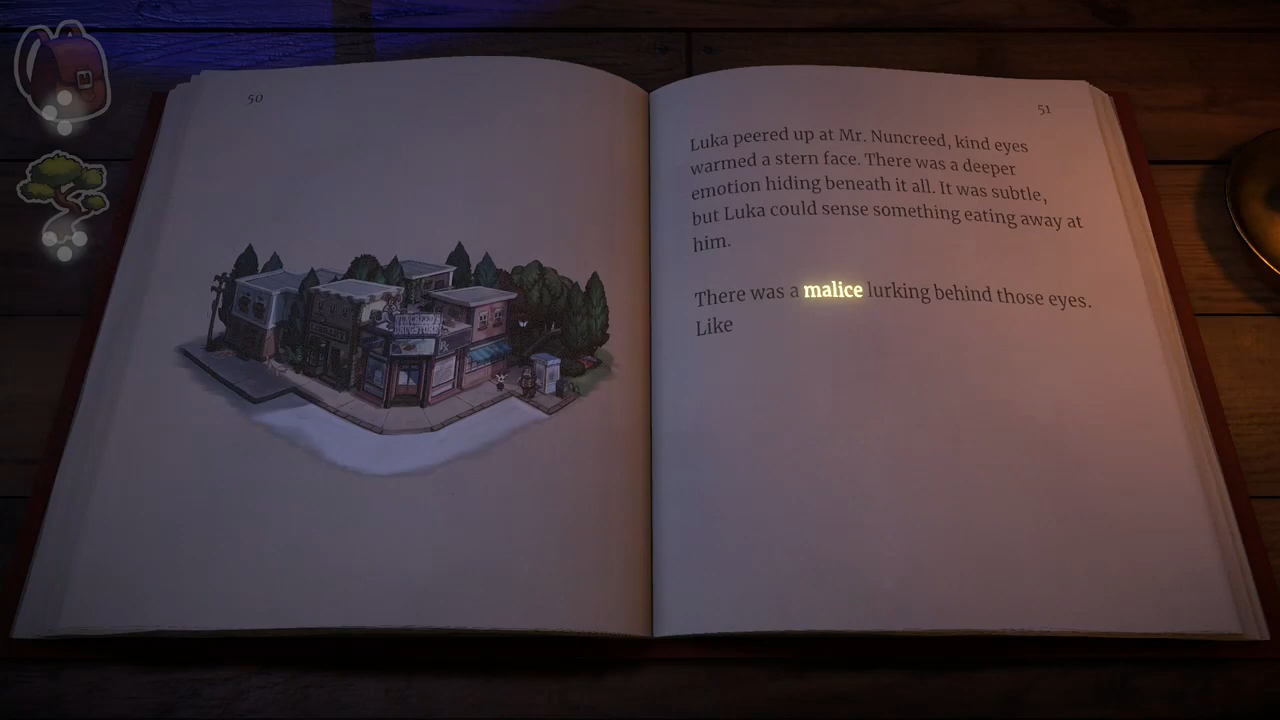 50
51
Luka peered up at Mr. Nuncreed, kind eyes
warmed a stern face. There was a deeper
emotion hiding beneath it all. It was subtle,
but Luka could sense something eating away at
him.
There was a malice lurking behind those eyes.
Like